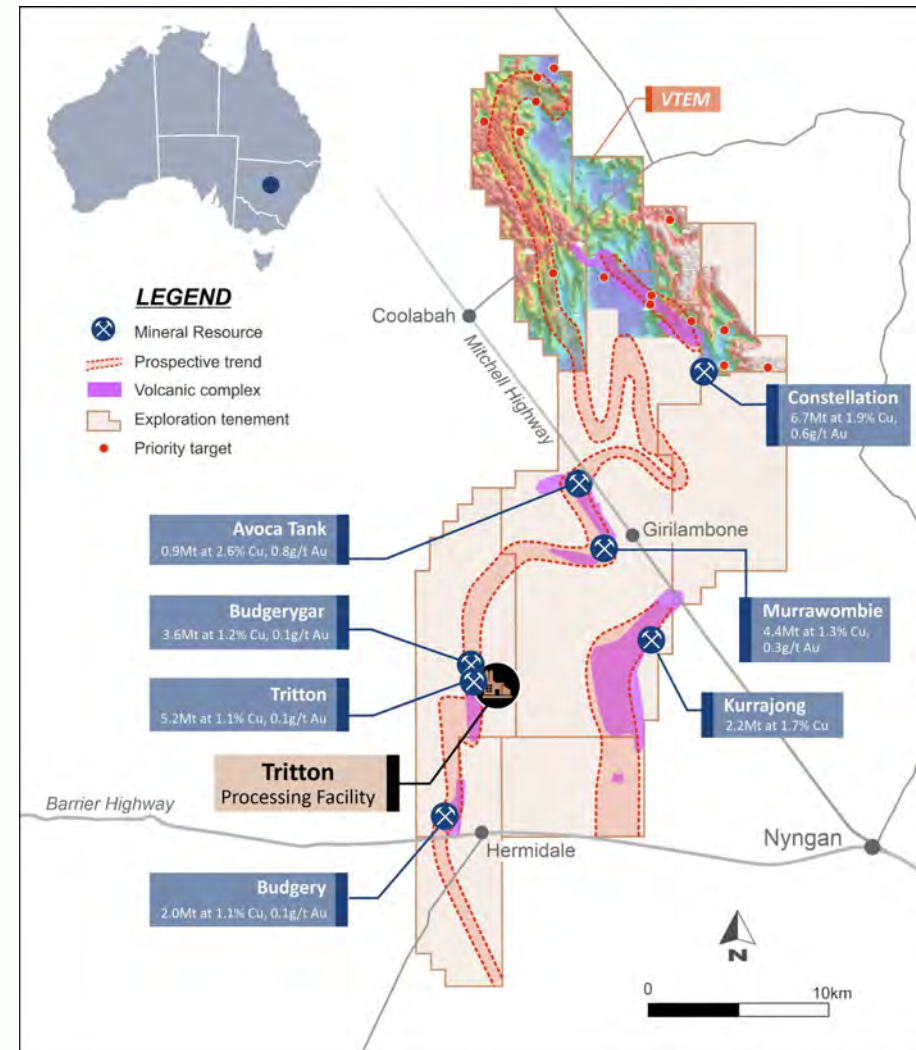 VTEM
LEGEND
Mineral Resource
Prospective trend
Volcanic complex
Exploration tenement
Priority target
Coolabah
Mitchell Highway
Constellation
6.7Mt at 1.9% Cu,
0.6g/t Au
Avoca Tank
0.9Mt at 2.6% Cu, 0.8g/t Au
Girilambone
Budgerygar
3.6Mt at 1.2% Cu, 0.1g/t Au
Murrawombie
4.4Mt at 1.3% Cu,
0.3g/t Au
Tritton
5.2Mt at 1.1% Cu, 0.1g/t Au
Kurrajong
2.2Mt at 1.7% Cu
Tritton
Processing Facility
Barrier Highway
Hermidale
Nyngan
Budgery
2.0Mt at 1.1% Cu, 0.1g/t Au
N
0 10km